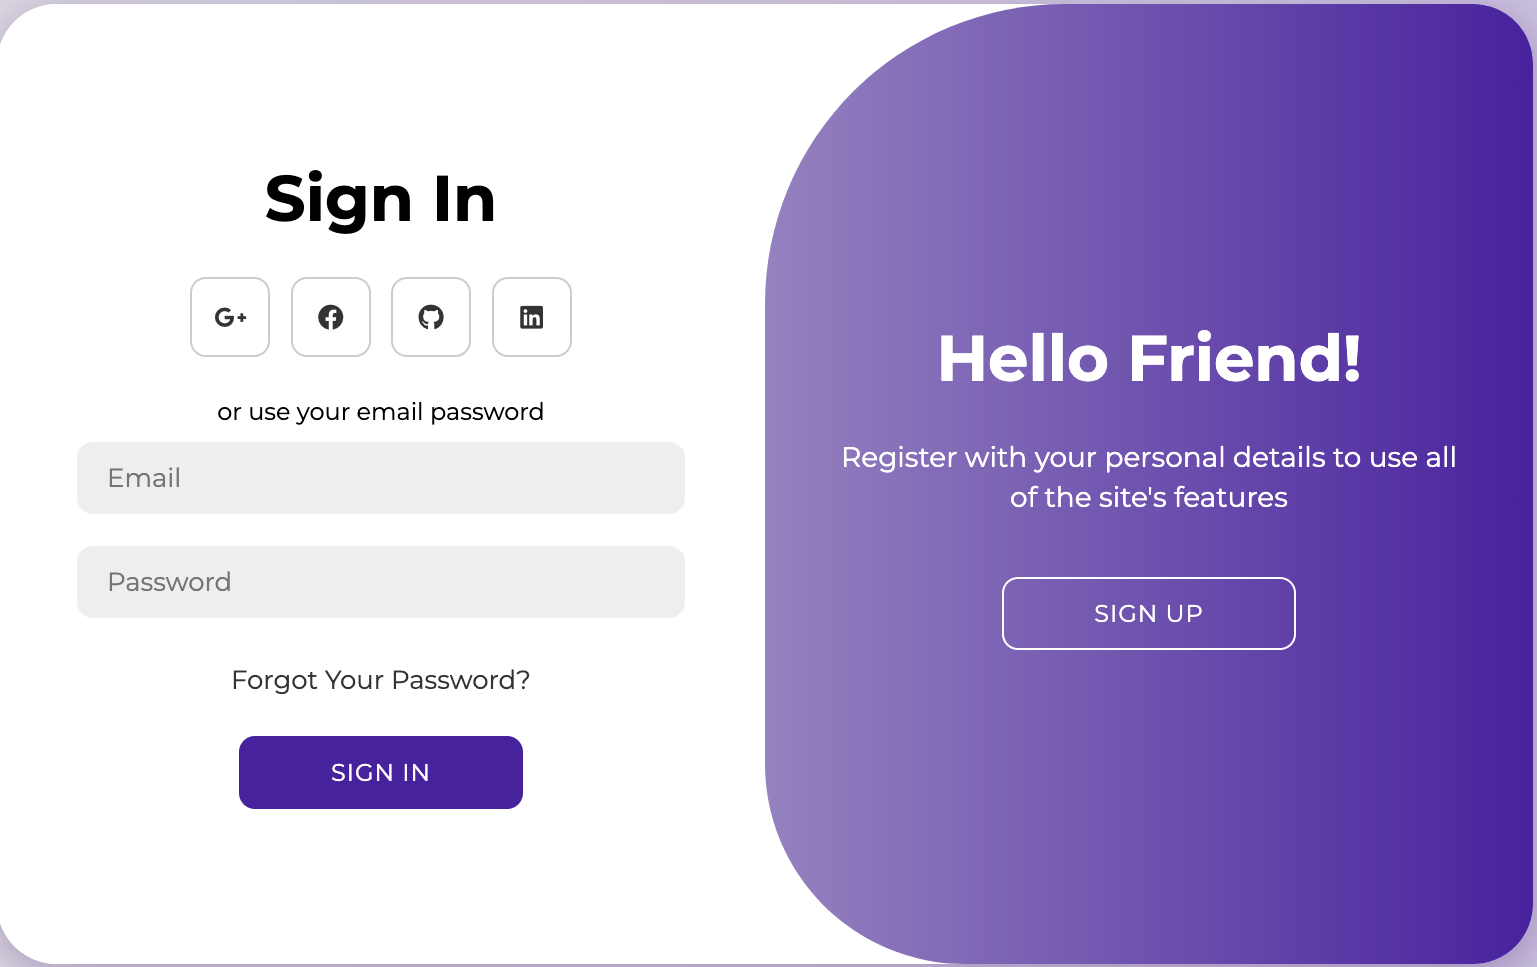 Sign In
G+
in
or use your email password
Email
Password
Forgot Your Password?
SIGN IN
Hello Friend!
Register with your personal details to use all
of the site's features
SIGN UP